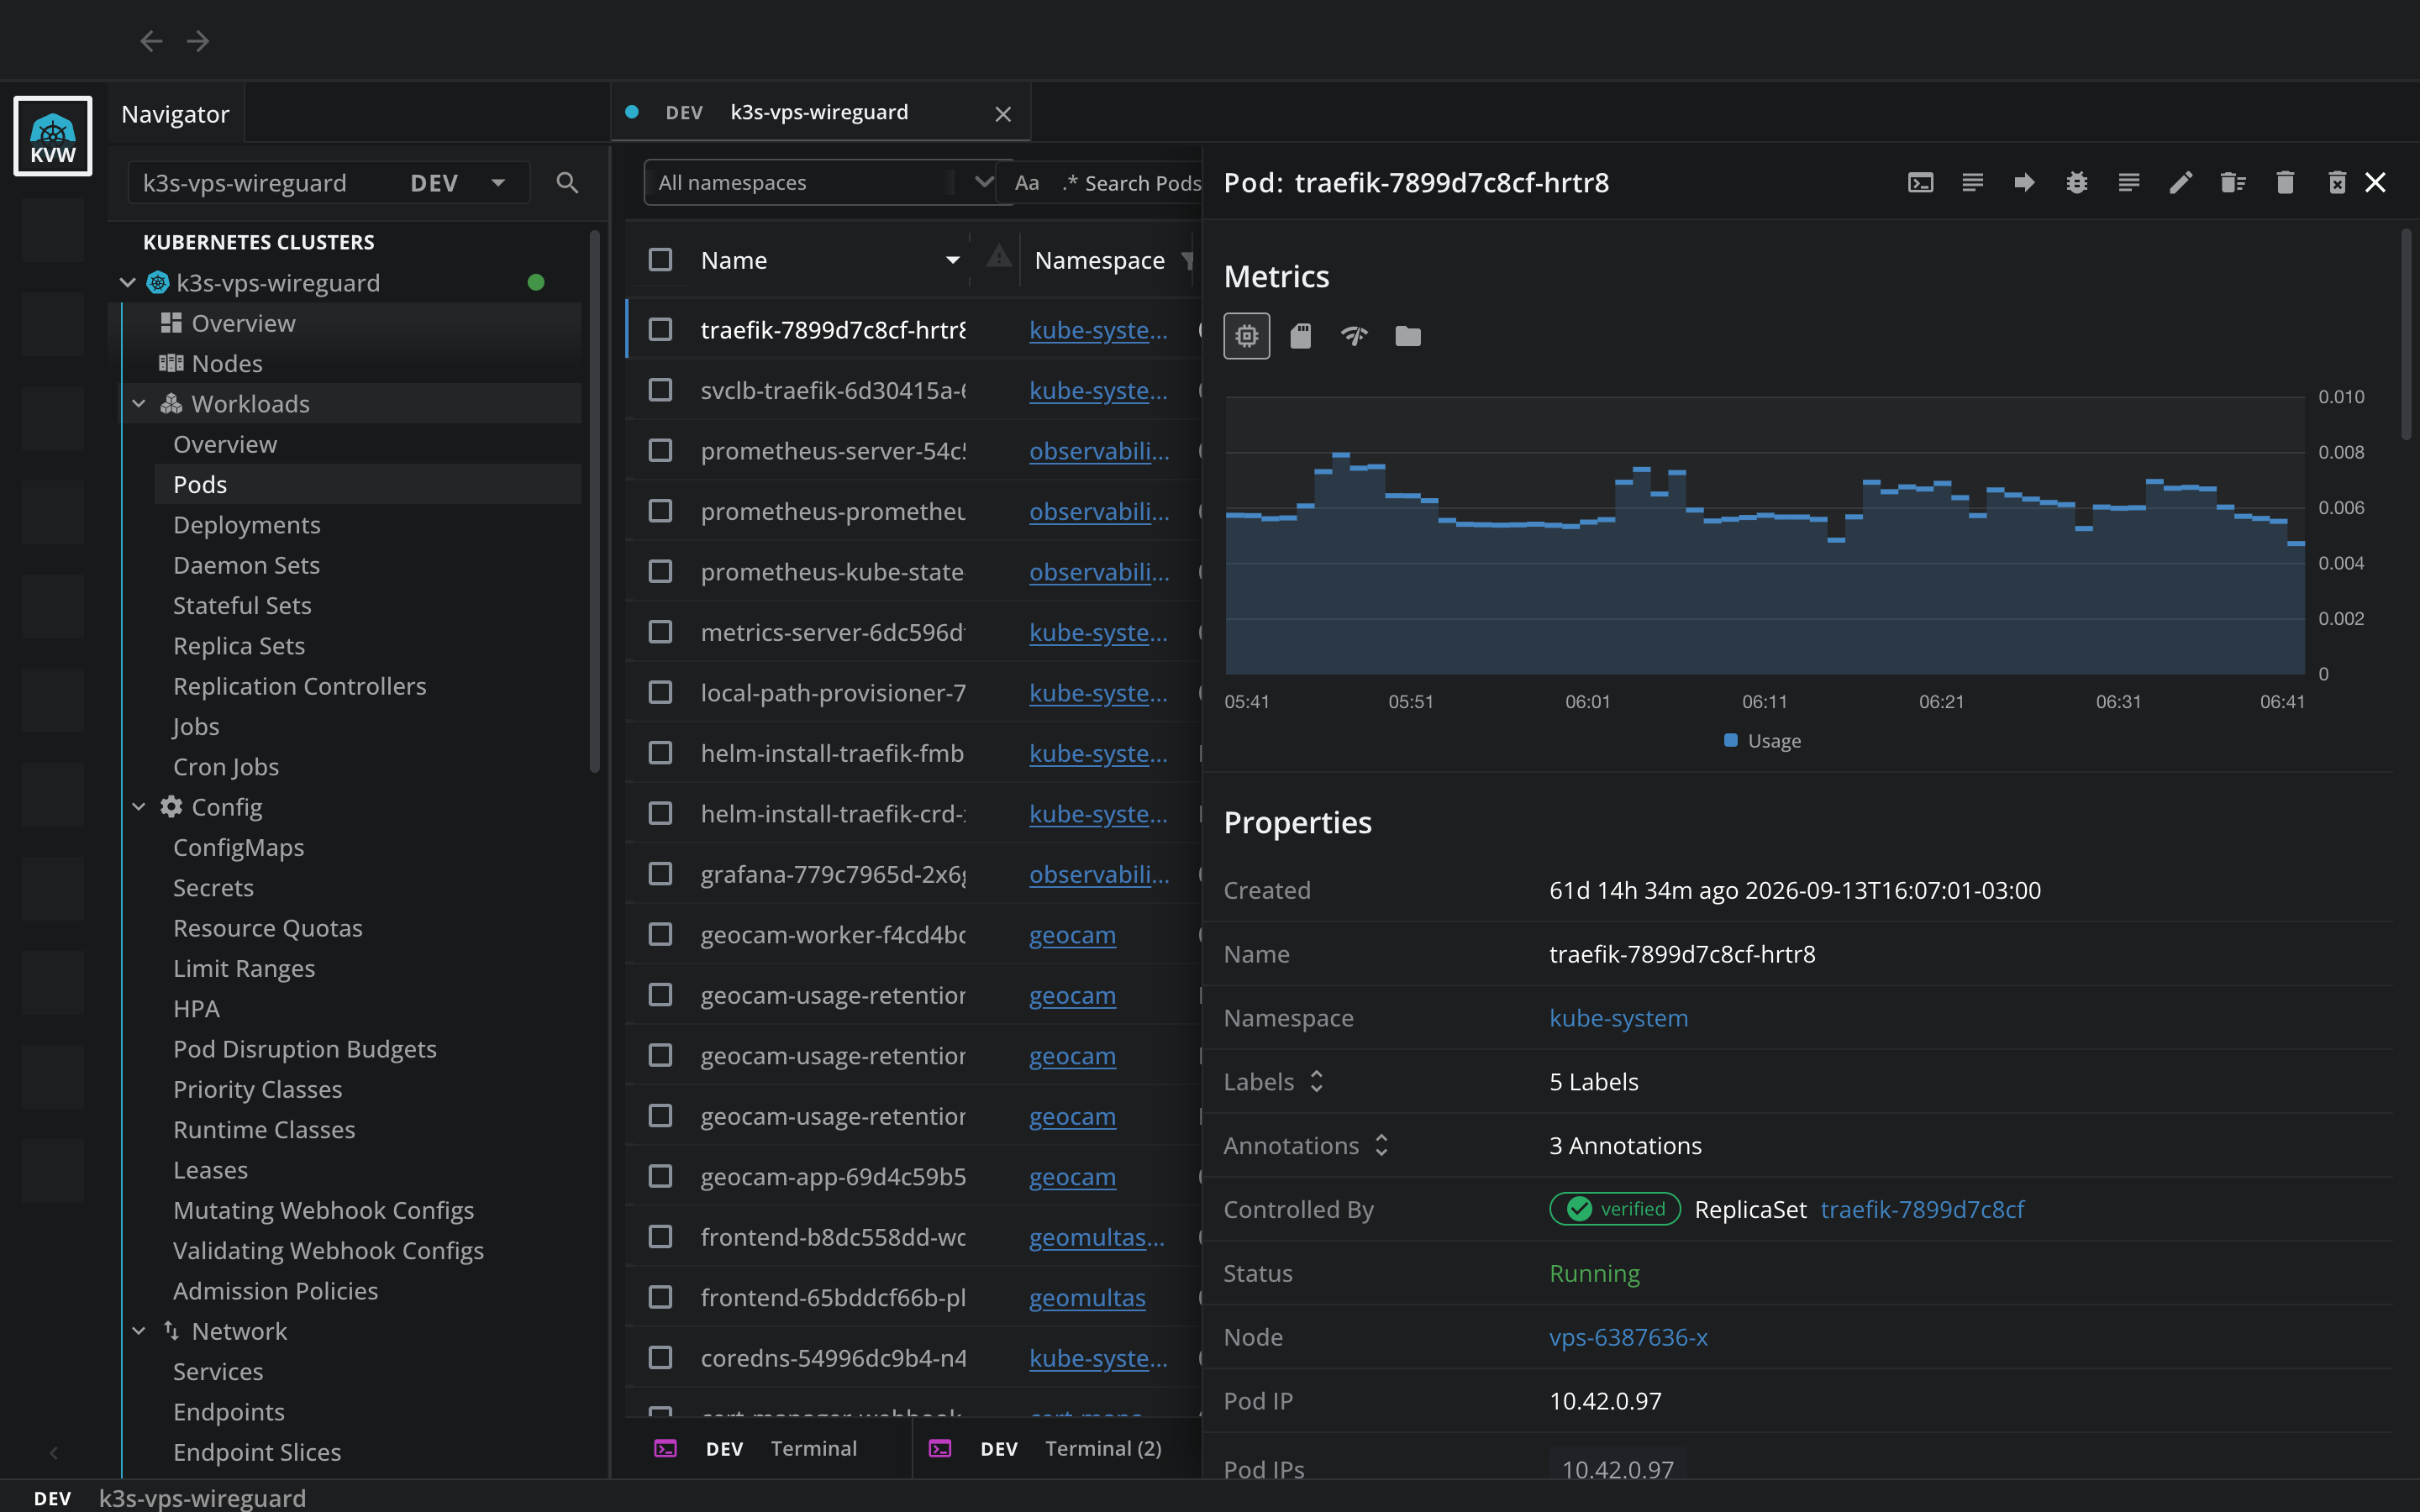 KVW
Navigator
DEV k3s-vps-wireguard
k3s-vps-wireguard DEV
KUBERNETES CLUSTERS
k3s-vps-wireguard
Overview
Nodes
Workloads
Overview
Pods
Deployments
Daemon Sets
Stateful Sets
Replica Sets
Replication Controllers
Jobs
Cron Jobs
Config
ConfigMaps
Secrets
Resource Quotas
Limit Ranges
HPA
Pod Disruption Budgets
Priority Classes
Runtime Classes
Leases
Mutating Webhook Configs
Validating Webhook Configs
Admission Policies
Network
Services
Endpoints
Endpoint Slices
All namespaces Aa .* Search Pods
Name Namespace
traefik-7899d7c8cf-hrtr8 kube-syste...
svclb-traefik-6d30415a- kube-syste...
prometheus-server-54c observabili...
prometheus-prometheu observabili...
prometheus-kube-state observabili...
metrics-server-6dc596d kube-syste...
local-path-provisioner-7 kube-syste...
helm-install-traefik-fmb kube-syste...
helm-install-traefik-crd- kube-syste...
grafana-779c7965d-2x6 observabili...
geocam-worker-f4cd4b geocam
geocam-usage-retention geocam
geocam-usage-retention geocam
geocam-usage-retention geocam
geocam-app-69d4c59b5 geocam
frontend-b8dc558dd-w geomultas...
frontend-65bddcf66b-pl geomultas
coredns-54996dc9b4-n4 kube-syste...
cert-manager-webhook- cert-mana...
DEV Terminal
DEV Terminal (2)
Pod: traefik-7899d7c8cf-hrtr8
Metrics
0.010
0.008
0.006
0.004
0.002
0
05:41 05:51 06:01 06:11 06:21 06:31 06:41
Usage
Properties
Created 61d 14h 34m ago 2026-09-13T16:07:01-03:00
Name traefik-7899d7c8cf-hrtr8
Namespace kube-system
Labels 5 Labels
Annotations 3 Annotations
Controlled By verified ReplicaSet traefik-7899d7c8cf
Status Running
Node vps-6387636-x
Pod IP 10.42.0.97
Pod IPs 10.42.0.97
DEV k3s-vps-wireguard